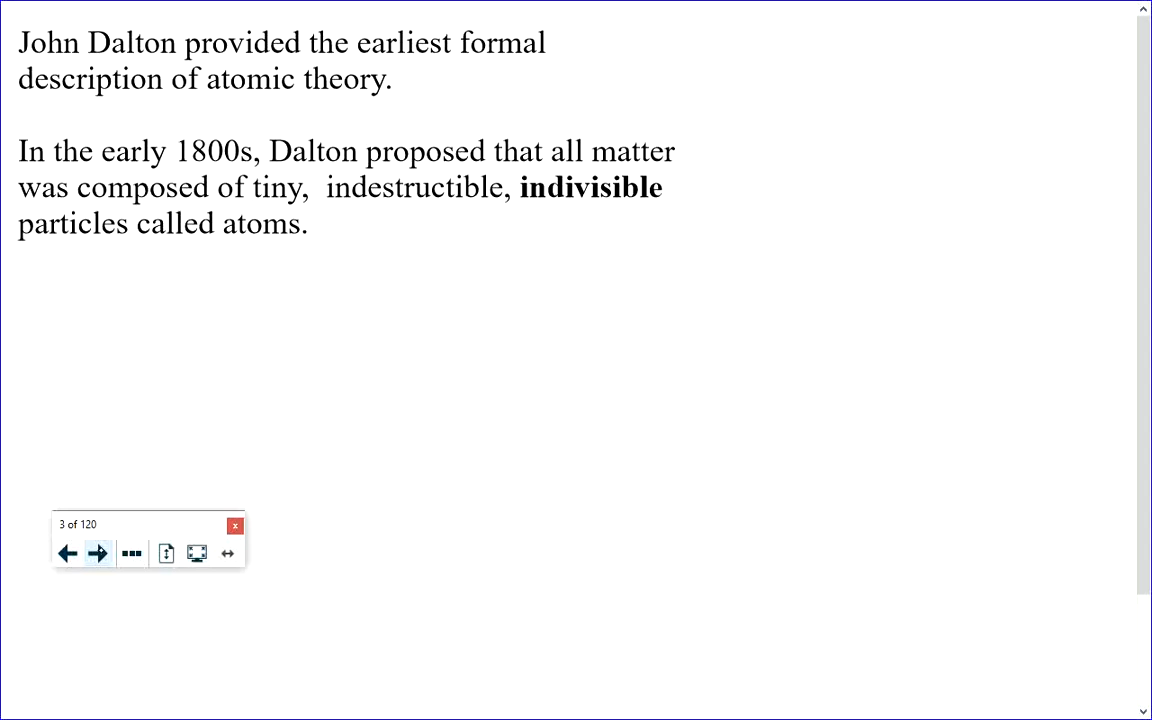 John Dalton provided the earliest formal
description of atomic theory.
In the early 1800s, Dalton proposed that all matter
was composed of tiny,  indestructible, indivisible
particles called atoms.
3 of 120
x